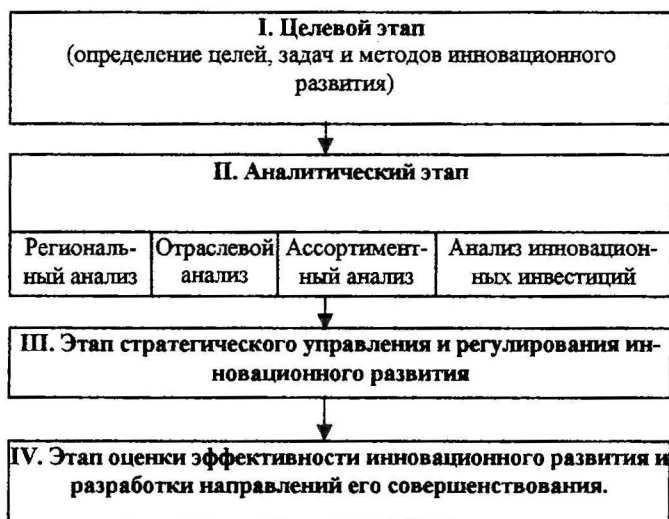 I. Целевой этап
(определение целей, задач и методов инновационного
развития)
II. Аналитический этап
Региональ-
ный анализ
Отраслевой
анализ
Ассортимент-
ный анализ
Анализ инновацион-
ных инвестиций
III. Этап стратегического управления и регулирования ин-
новационного развития
IV. Этап оценки эффективности инновационного развития и
разработки направлений его совершенствования.